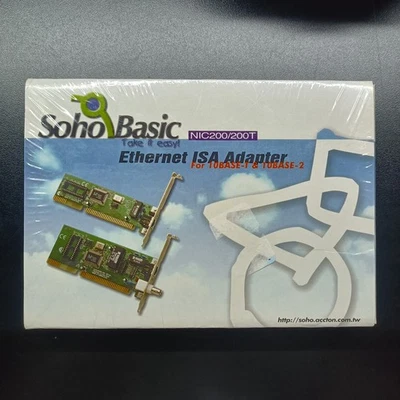 Soho Basic
Take it easy!
NIC200/200T
Ethernet ISA Adapter
For 10BASE-T & 10BASE-2
http://soho.accton.com.tw